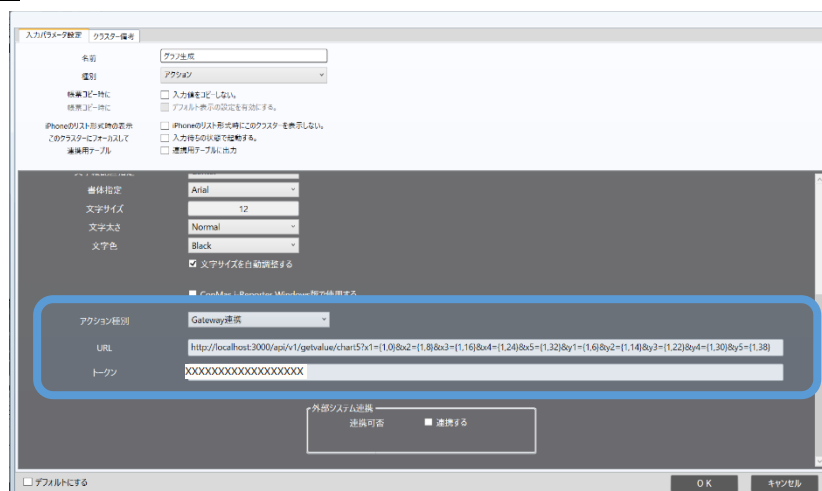 入力パラメータ設定 クラスター備考
名前 グラフ生成
種別 アクション
帳票コピー時に 入力値をコピーしない。
帳票コピー時に デフォルト表示の設定を有効にする。
iPhoneのリスト形式時の表示 iPhoneのリスト形式時にこのクラスターを表示しない。
このクラスターにフォーカスして 入力待ちの状態で起動する。
連携用テーブル 連携用テーブルに出力
書体指定 Arial
文字サイズ 12
文字太さ Normal
文字色 Black
文字サイズを自動調整する
ConMas i-Reporter Windows版で使用する
アクション種別 Gateway連携
URL http://localhost:3000/api/v1/getvalue/chart5?x1={1,0}&x2={1,8}&x3={1,16}&x4={1,24}&x5={1,32}&y1={1,6}&y2={1,14}&y3={1,22}&y4={1,30}&y5={1,38}
トークン XXXXXXXXXXXXXXXXXX
外部システム連携
連携可否 連携する
デフォルトにする OK キャンセル